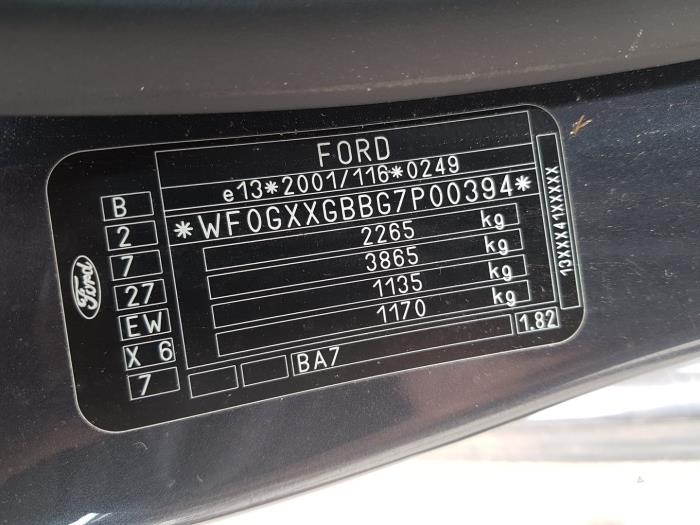 FORD
e13*2001/116*0249
*WF0GXXGBBG7P00394*
2265 kg
3865 kg
1135 kg
1170 kg
BA7
1.82
B
2
7
27
EW
X 6
7
Ford
13XXX41XXXXX